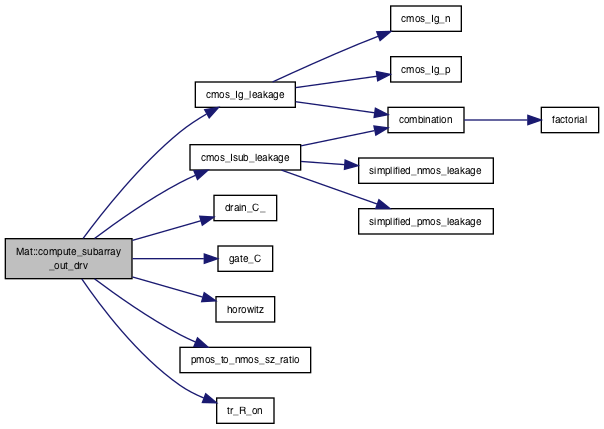 cmos_Ig_n
cmos_Ig_p
cmos_Ig_leakage
combination
factorial
cmos_Isub_leakage
simplified_nmos_leakage
drain_C_
simplified_pmos_leakage
Mat::compute_subarray
_out_drv
gate_C
horowitz
pmos_to_nmos_sz_ratio
tr_R_on